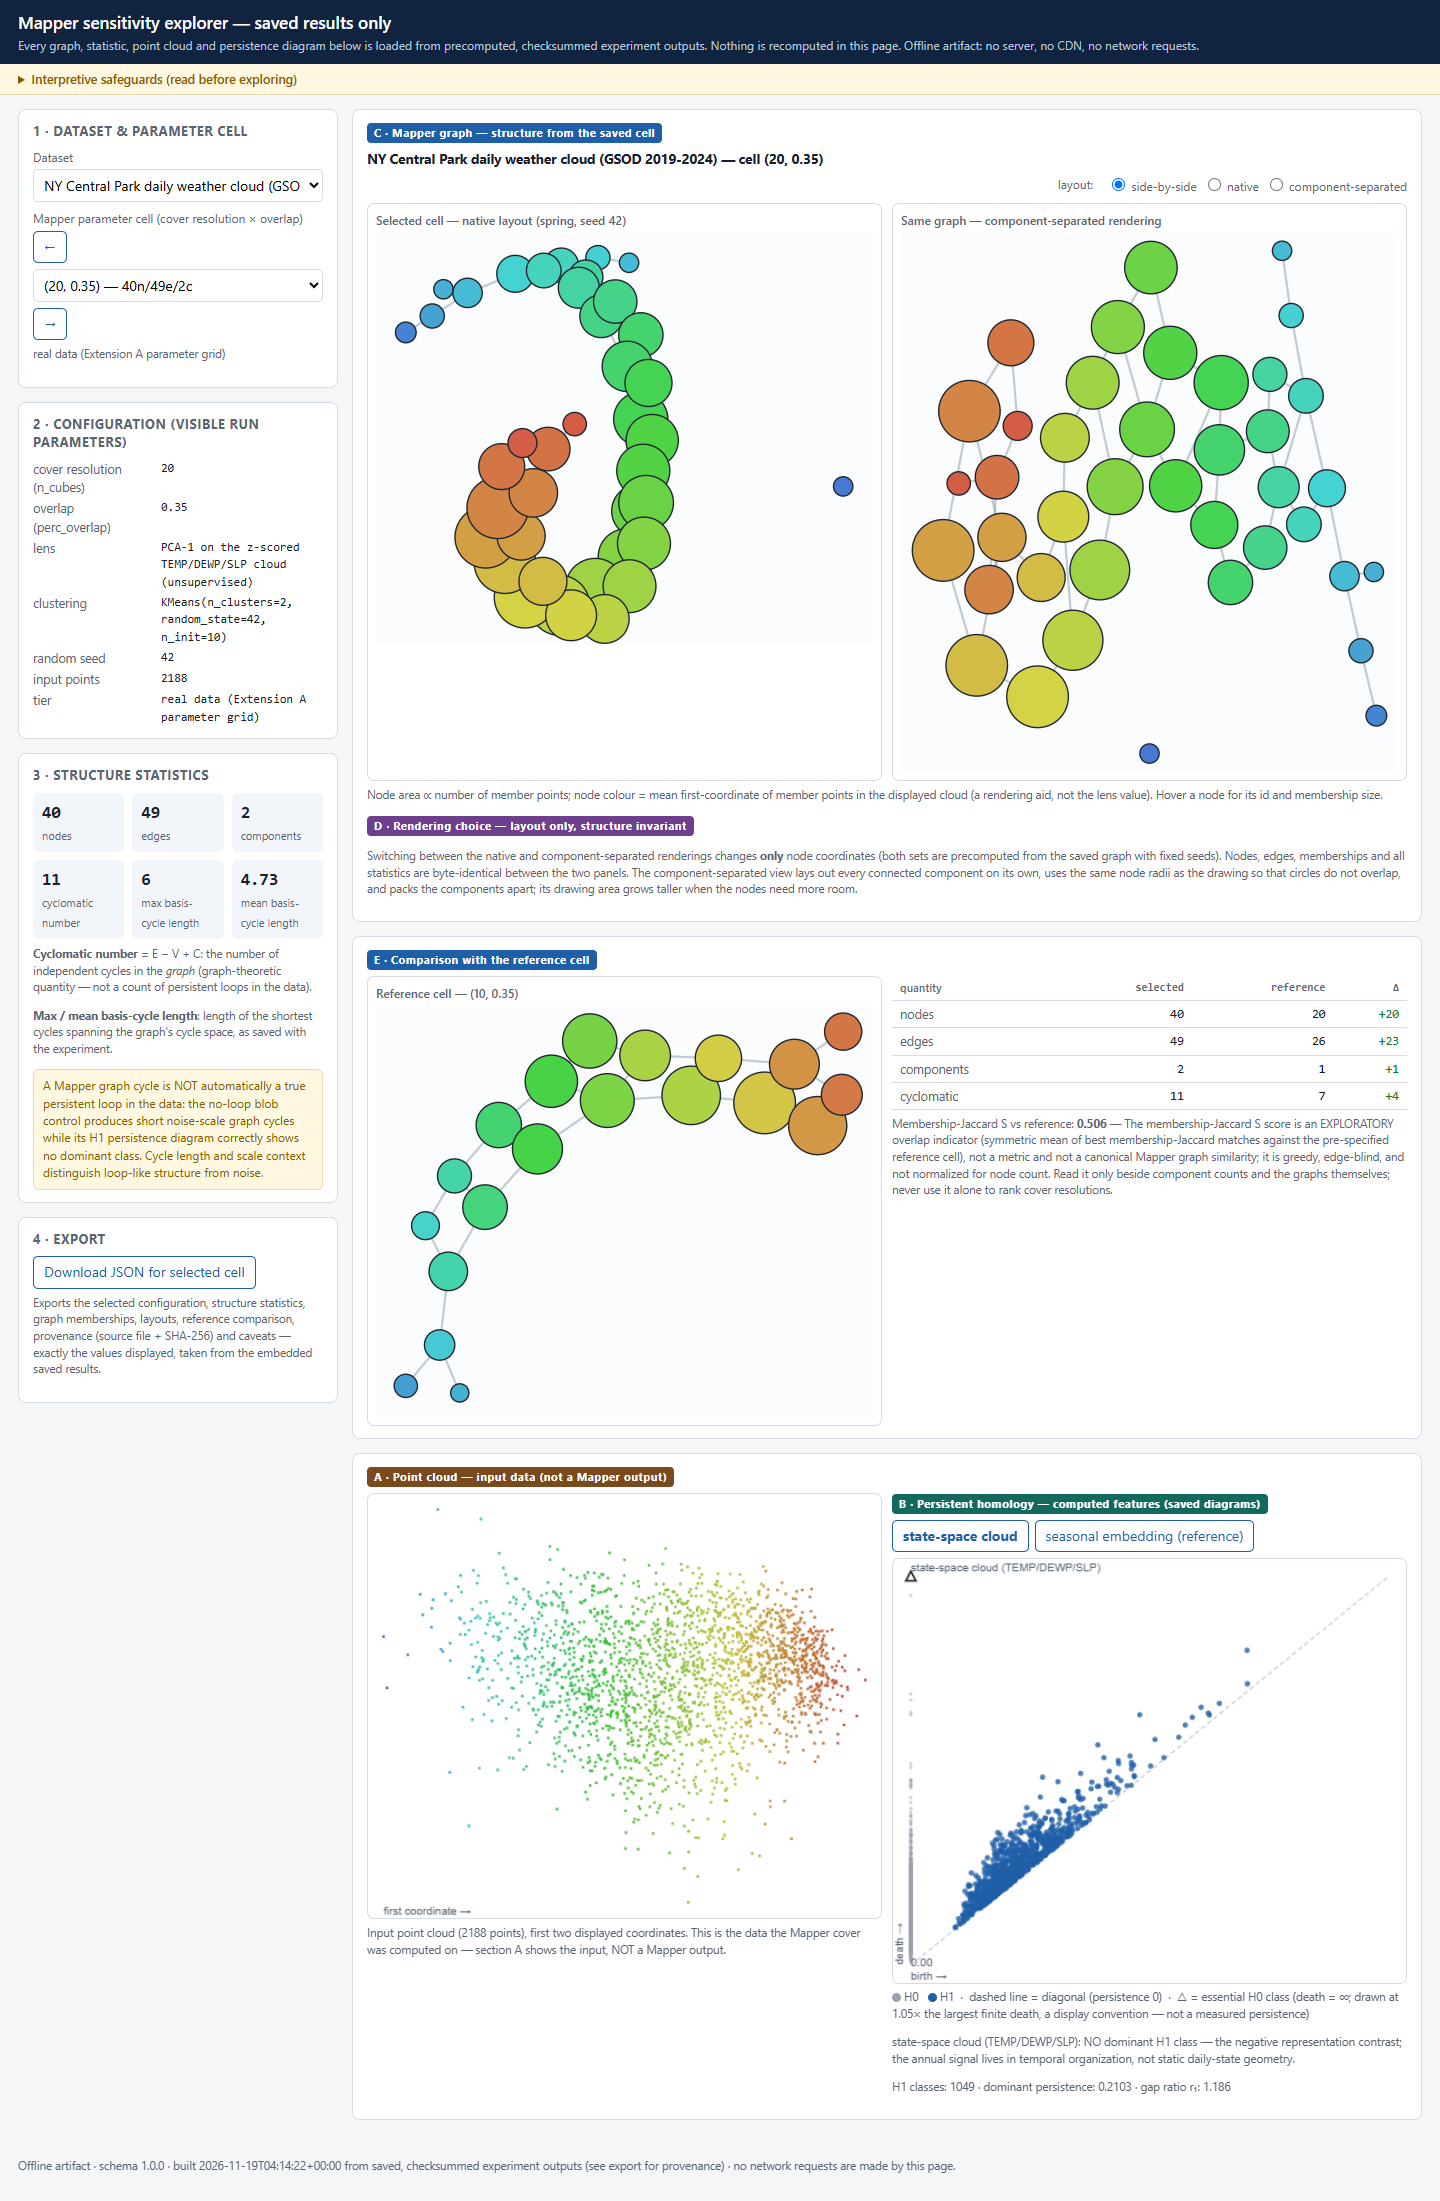 Mapper sensitivity explorer — saved results only
Every graph, statistic, point cloud and persistence diagram below is loaded from precomputed, checksummed experiment outputs. Nothing is recomputed in this page. Offline artifact: no server, no CDN, no network requests.
▶ Interpretive safeguards (read before exploring)
1 · DATASET & PARAMETER CELL
Dataset
NY Central Park daily weather cloud (GSO
Mapper parameter cell (cover resolution × overlap)
←
(20, 0.35) — 40n/49e/2c
→
real data (Extension A parameter grid)
2 · CONFIGURATION (VISIBLE RUN
PARAMETERS)
cover resolution
(n_cubes)
20
overlap
(perc_overlap)
0.35
lens
PCA-1 on the z-scored
TEMP/DEWP/SLP cloud
(unsupervised)
clustering
KMeans(n_clusters=2,
random_state=42,
n_init=10)
random seed
42
input points
2188
tier
real data (Extension A
parameter grid)
3 · STRUCTURE STATISTICS
40
nodes
49
edges
2
components
11
cyclomatic
number
6
max basis-
cycle length
4.73
mean basis-
cycle length
Cyclomatic number = E − V + C: the number of
independent cycles in the graph (graph-theoretic
quantity — not a count of persistent loops in the data).
Max / mean basis-cycle length: length of the shortest
cycles spanning the graph's cycle space, as saved with
the experiment.
A Mapper graph cycle is NOT automatically a true
persistent loop in the data: the no-loop blob
control produces short noise-scale graph cycles
while its H1 persistence diagram correctly shows
no dominant class. Cycle length and scale context
distinguish loop-like structure from noise.
4 · EXPORT
Download JSON for selected cell
Exports the selected configuration, structure statistics,
graph memberships, layouts, reference comparison,
provenance (source file + SHA-256) and caveats —
exactly the values displayed, taken from the embedded
saved results.
C · Mapper graph — structure from the saved cell
NY Central Park daily weather cloud (GSOD 2019-2024) — cell (20, 0.35)
layout: side-by-side native component-separated
Selected cell — native layout (spring, seed 42)
Same graph — component-separated rendering
Node area ∝ number of member points; node colour = mean first-coordinate of member points in the displayed cloud (a rendering aid, not the lens value). Hover a node for its id and membership size.
D · Rendering choice — layout only, structure invariant
Switching between the native and component-separated renderings changes only node coordinates (both sets are precomputed from the saved graph with fixed seeds). Nodes, edges, memberships and all
statistics are byte-identical between the two panels. The component-separated view lays out every connected component on its own, uses the same node radii as the drawing so that circles do not overlap,
and packs the components apart; its drawing area grows taller when the nodes need more room.
E · Comparison with the reference cell
Reference cell — (10, 0.35)
quantity selected reference Δ
nodes 40 20 +20
edges 49 26 +23
components 2 1 +1
cyclomatic 11 7 +4
Membership-Jaccard S vs reference: 0.506 — The membership-Jaccard S score is an EXPLORATORY
overlap indicator (symmetric mean of best membership-Jaccard matches against the pre-specified
reference cell), not a metric and not a canonical Mapper graph similarity; it is greedy, edge-blind, and
not normalized for node count. Read it only beside component counts and the graphs themselves;
never use it alone to rank cover resolutions.
A · Point cloud — input data (not a Mapper output)
first coordinate →
Input point cloud (2188 points), first two displayed coordinates. This is the data the Mapper cover
was computed on — section A shows the input, NOT a Mapper output.
B · Persistent homology — computed features (saved diagrams)
state-space cloud
seasonal embedding (reference)
state-space cloud (TEMP/DEWP/SLP)
death →
0.00
birth →
H0 H1 · dashed line = diagonal (persistence 0) · △ = essential H0 class (death = ∞; drawn at
1.05× the largest finite death, a display convention — not a measured persistence)
state-space cloud (TEMP/DEWP/SLP): NO dominant H1 class — the negative representation contrast;
the annual signal lives in temporal organization, not static daily-state geometry.
H1 classes: 1049 · dominant persistence: 0.2103 · gap ratio r₁: 1.186
Offline artifact · schema 1.0.0 · built 2026-11-19T04:14:22+00:00 from saved, checksummed experiment outputs (see export for provenance) · no network requests are made by this page.